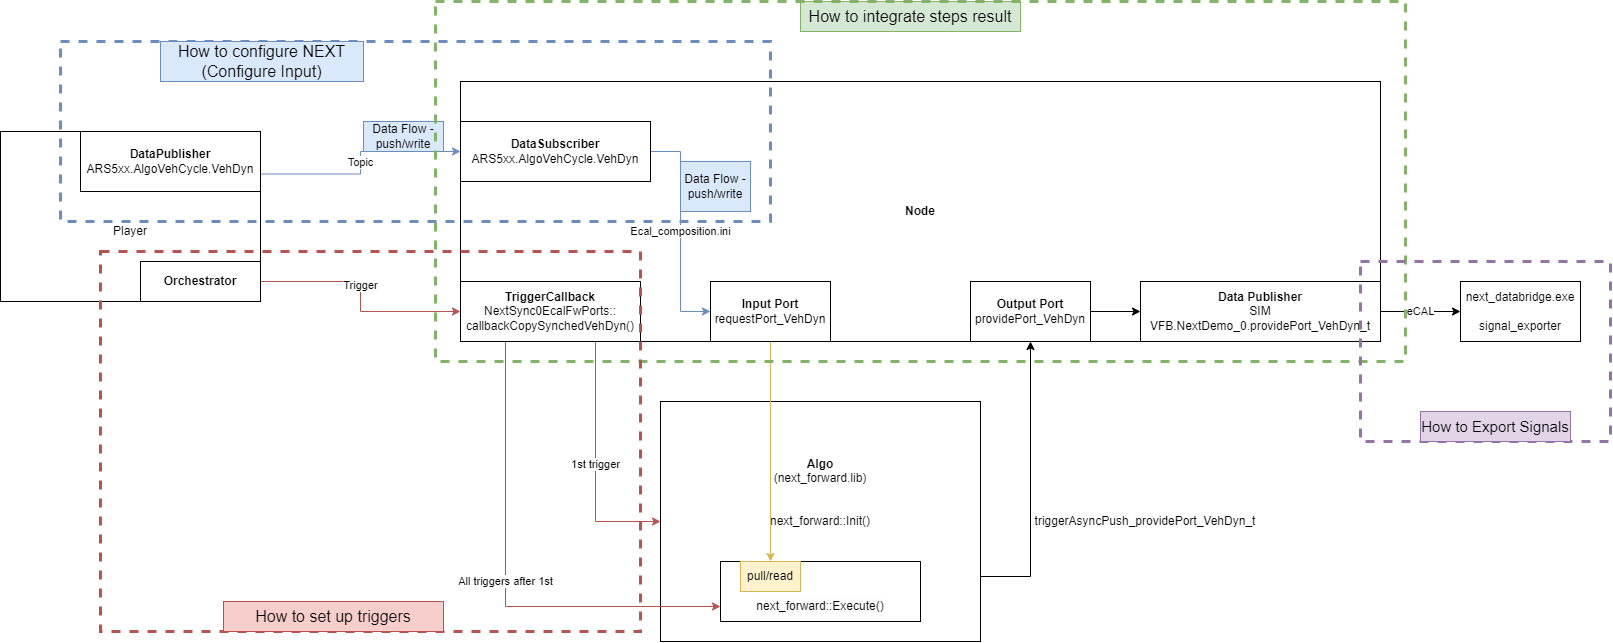 How to integrate steps result
How to configure NEXT
(Configure Input)
Data Flow -
push/write
DataPublisher
ARS5xx.AlgoVehCycle.VehDyn
Topic
DataSubscriber
ARS5xx.AlgoVehCycle.VehDyn
Data Flow -
push/write
Node
Player
Ecal_composition.ini
Orchestrator
Trigger
TriggerCallback
NextSync0EcalFwPorts::
callbackCopySynchedVehDyn()
Input Port
requestPort_VehDyn
Output Port
providePort_VehDyn
Data Publisher
SIM
VFB.NextDemo_0.providePort_VehDyn_t
eCAL
next_databridge.exe
signal_exporter
How to Export Signals
1st trigger
Algo
(next_forward.lib)
next_forward::Init()
triggerAsyncPush_providePort_VehDyn_t
All triggers after 1st
pull/read
next_forward::Execute()
How to set up triggers